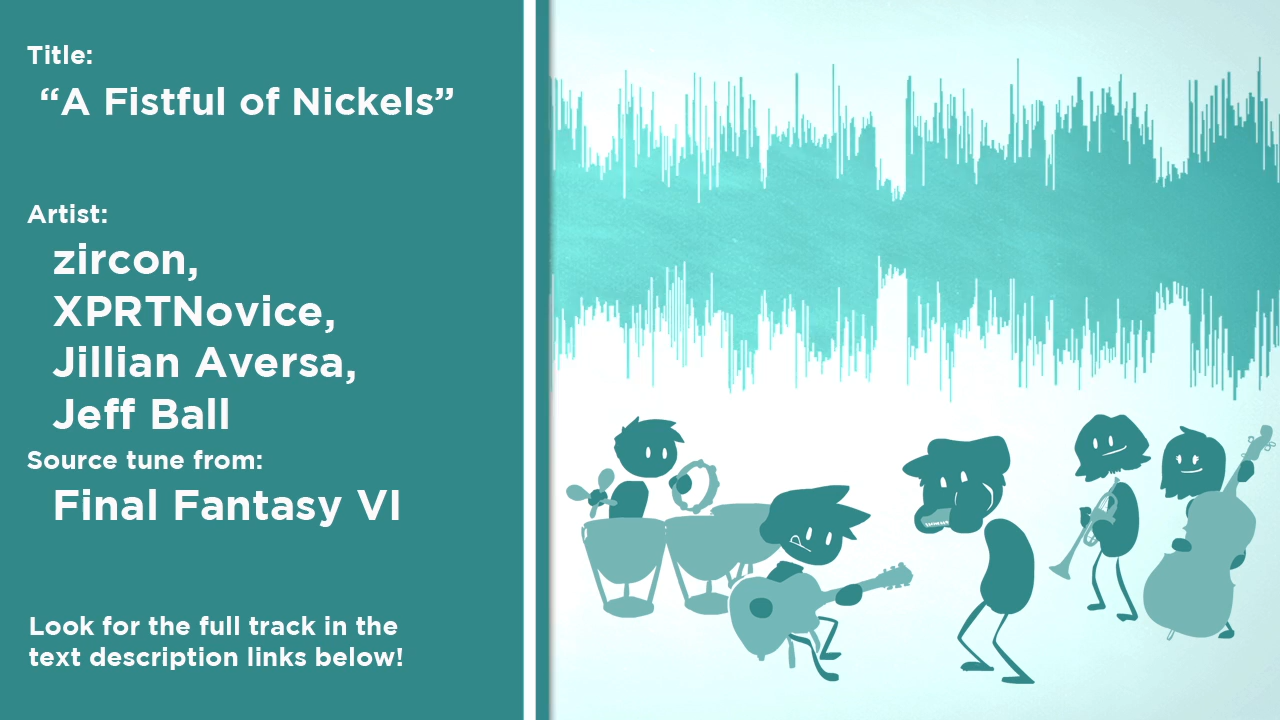 Title:
“A Fistful of Nickels”
Artist:
zircon,
XPRTNovice,
Jillian Aversa,
Jeff Ball
Source tune from:
Final Fantasy VI
Look for the full track in the
text description links below!